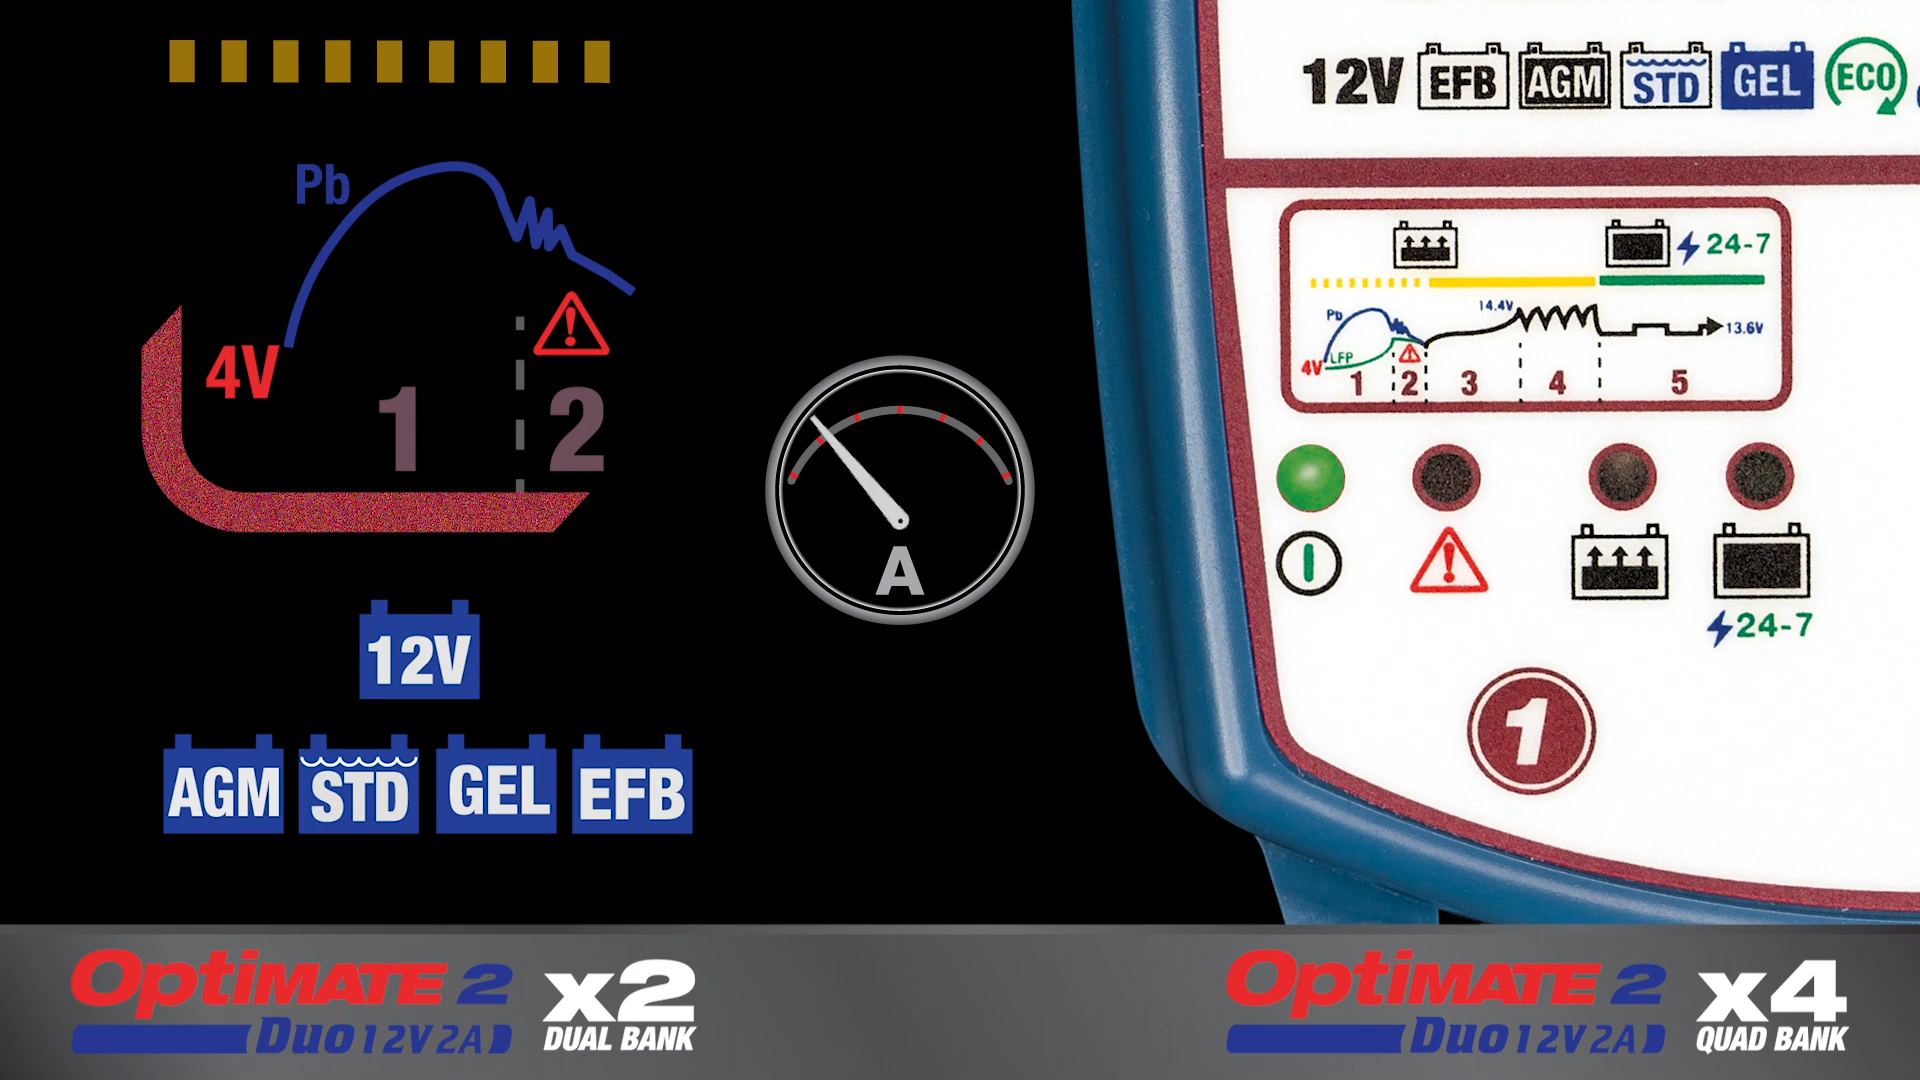 Pb
4V
1
2
A
12V
AGM STD GEL EFB
12V EFB AGM STD GEL ECO
24-7
Pb
14.4V
13.6V
LFP
4V
1 2 3 4 5
24-7
1
OptiMATE 2
Duo 12V 2A
x2
DUAL BANK
OptiMATE 2
Duo 12V 2A
x4
QUAD BANK